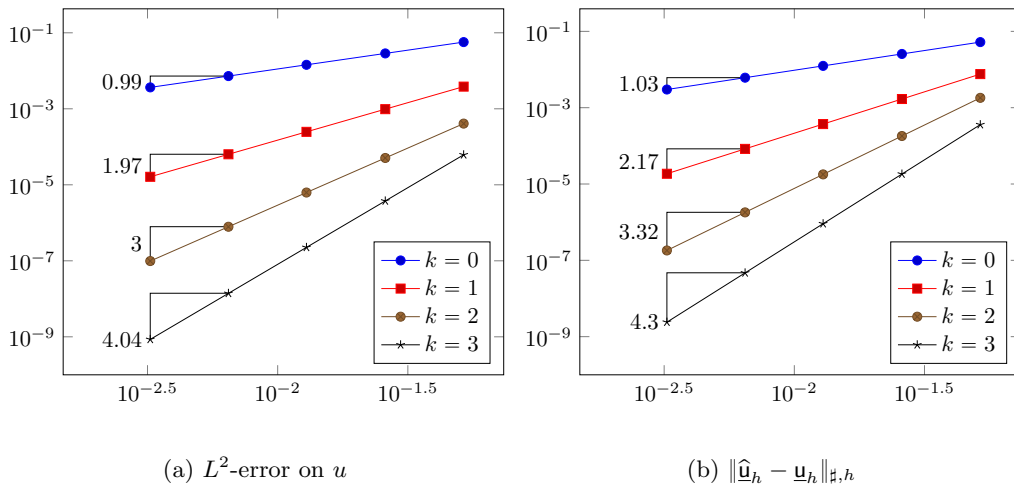 10^{-1}
10^{-3}
10^{-5}
10^{-7}
10^{-9}
0.99
1.97
3
4.04
k = 0
k = 1
k = 2
k = 3
10^{-2.5} 10^{-2} 10^{-1.5}
(a) L²-error on u
10^{-1}
10^{-3}
10^{-5}
10^{-7}
10^{-9}
1.03
2.17
3.32
4.3
k = 0
k = 1
k = 2
k = 3
10^{-2.5} 10^{-2} 10^{-1.5}
(b) ‖\underline{\widehat{u}}_h − \underline{u}_h‖_{♯,h}